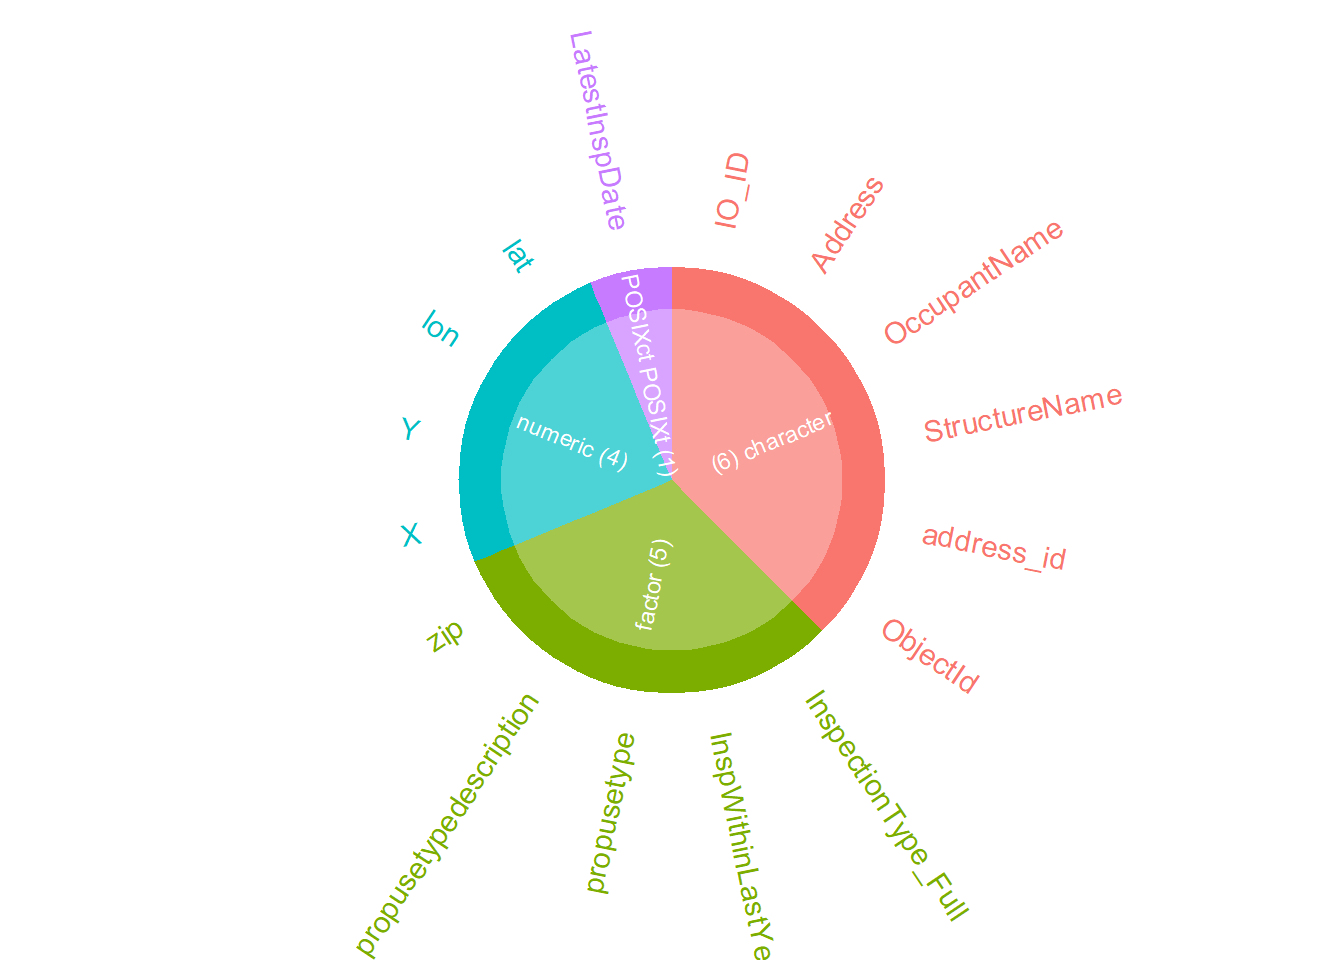 LatestInspDate
IO_ID
Address
OccupantName
StructureName
address_id
ObjectId
InspectionType_Full
InspWithinLastYe
propusetype
propusetypedescription
zip
X
Y
lon
lat
POSIXct POSIXt (1)
(6) character
factor (5)
numeric (4)